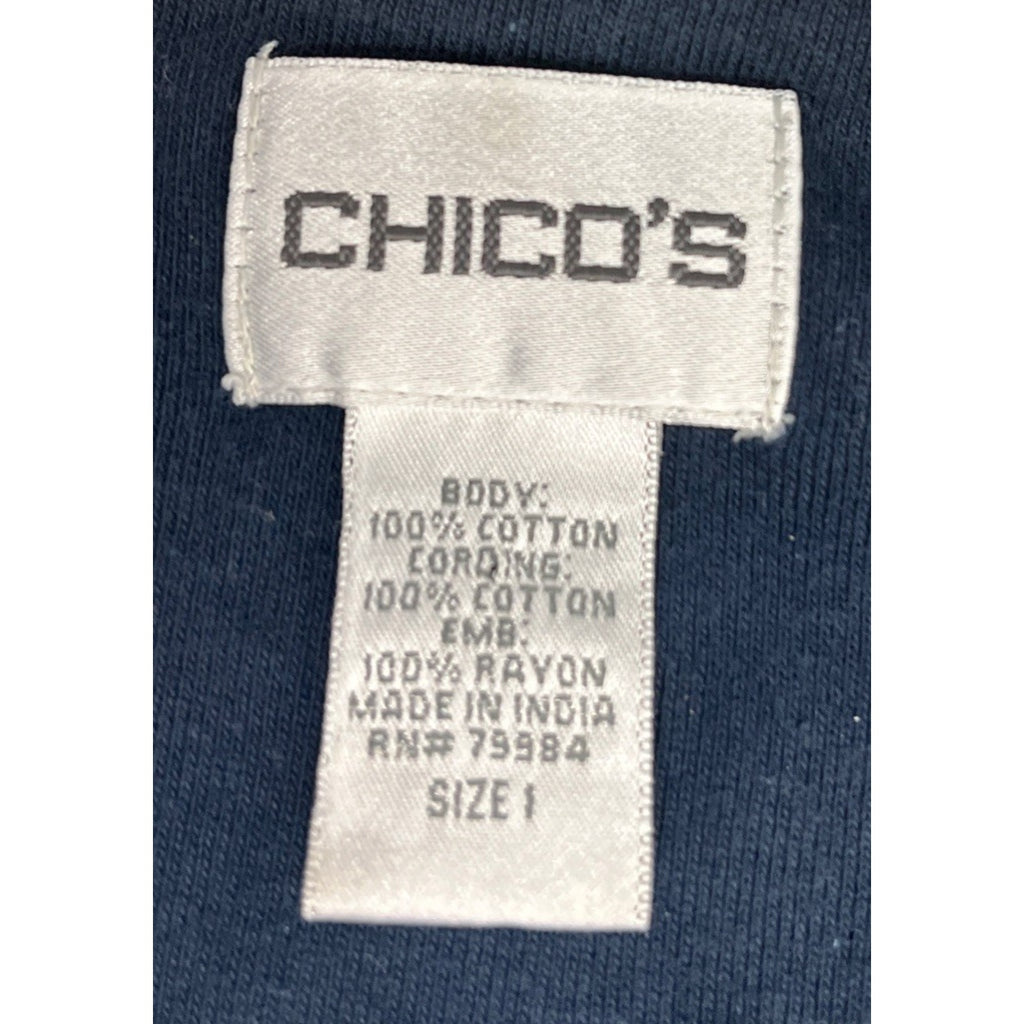 CHICO'S
BODY:
100% COTTON
CORDING:
100% COTTON
EMB:
100% RAYON
MADE IN INDIA
RN# 79984
SIZE 1